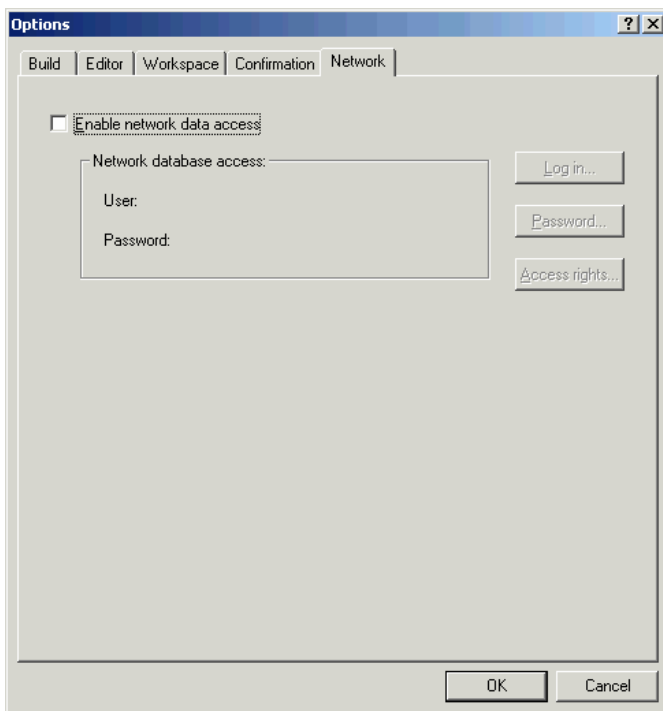 Options
Build Editor Workspace Confirmation Network
Enable network data access
Network database access:
Log in...
User:
Password...
Password:
Access rights...
OK Cancel